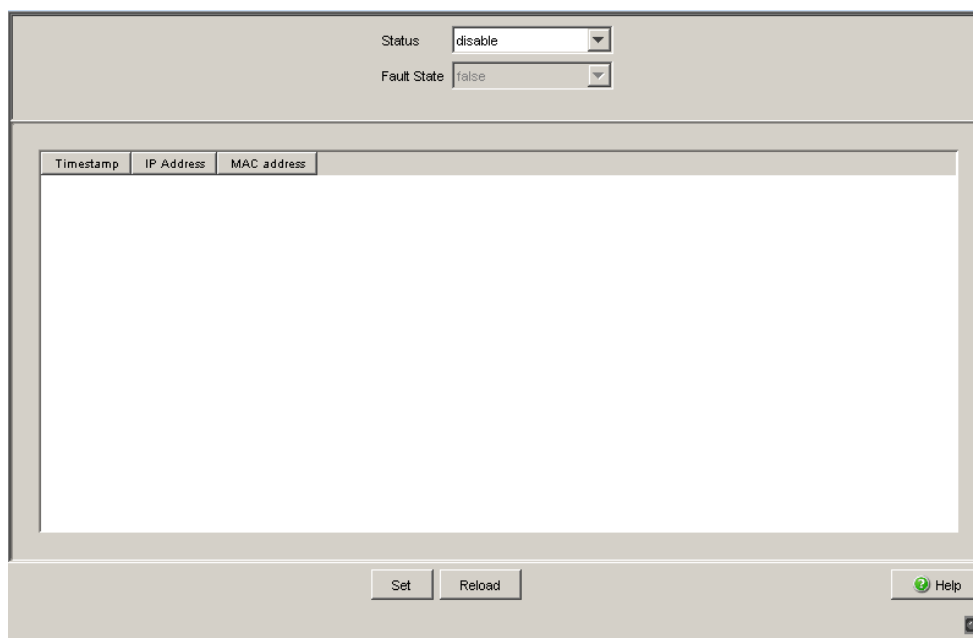 Status disable
Fault State false
Timestamp IP Address MAC address
Set Reload Help